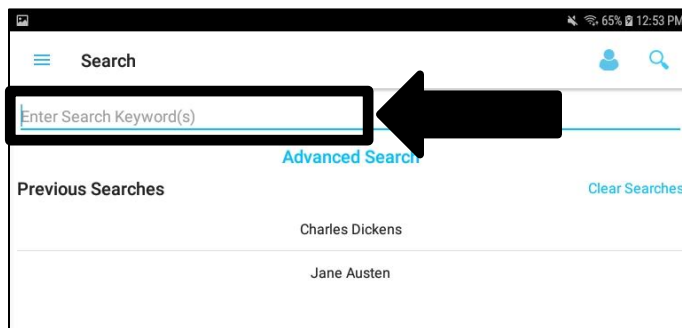 65% 12:53 PM
Search
Enter Search Keyword(s)
Advanced Search
Previous Searches
Clear Searches
Charles Dickens
Jane Austen